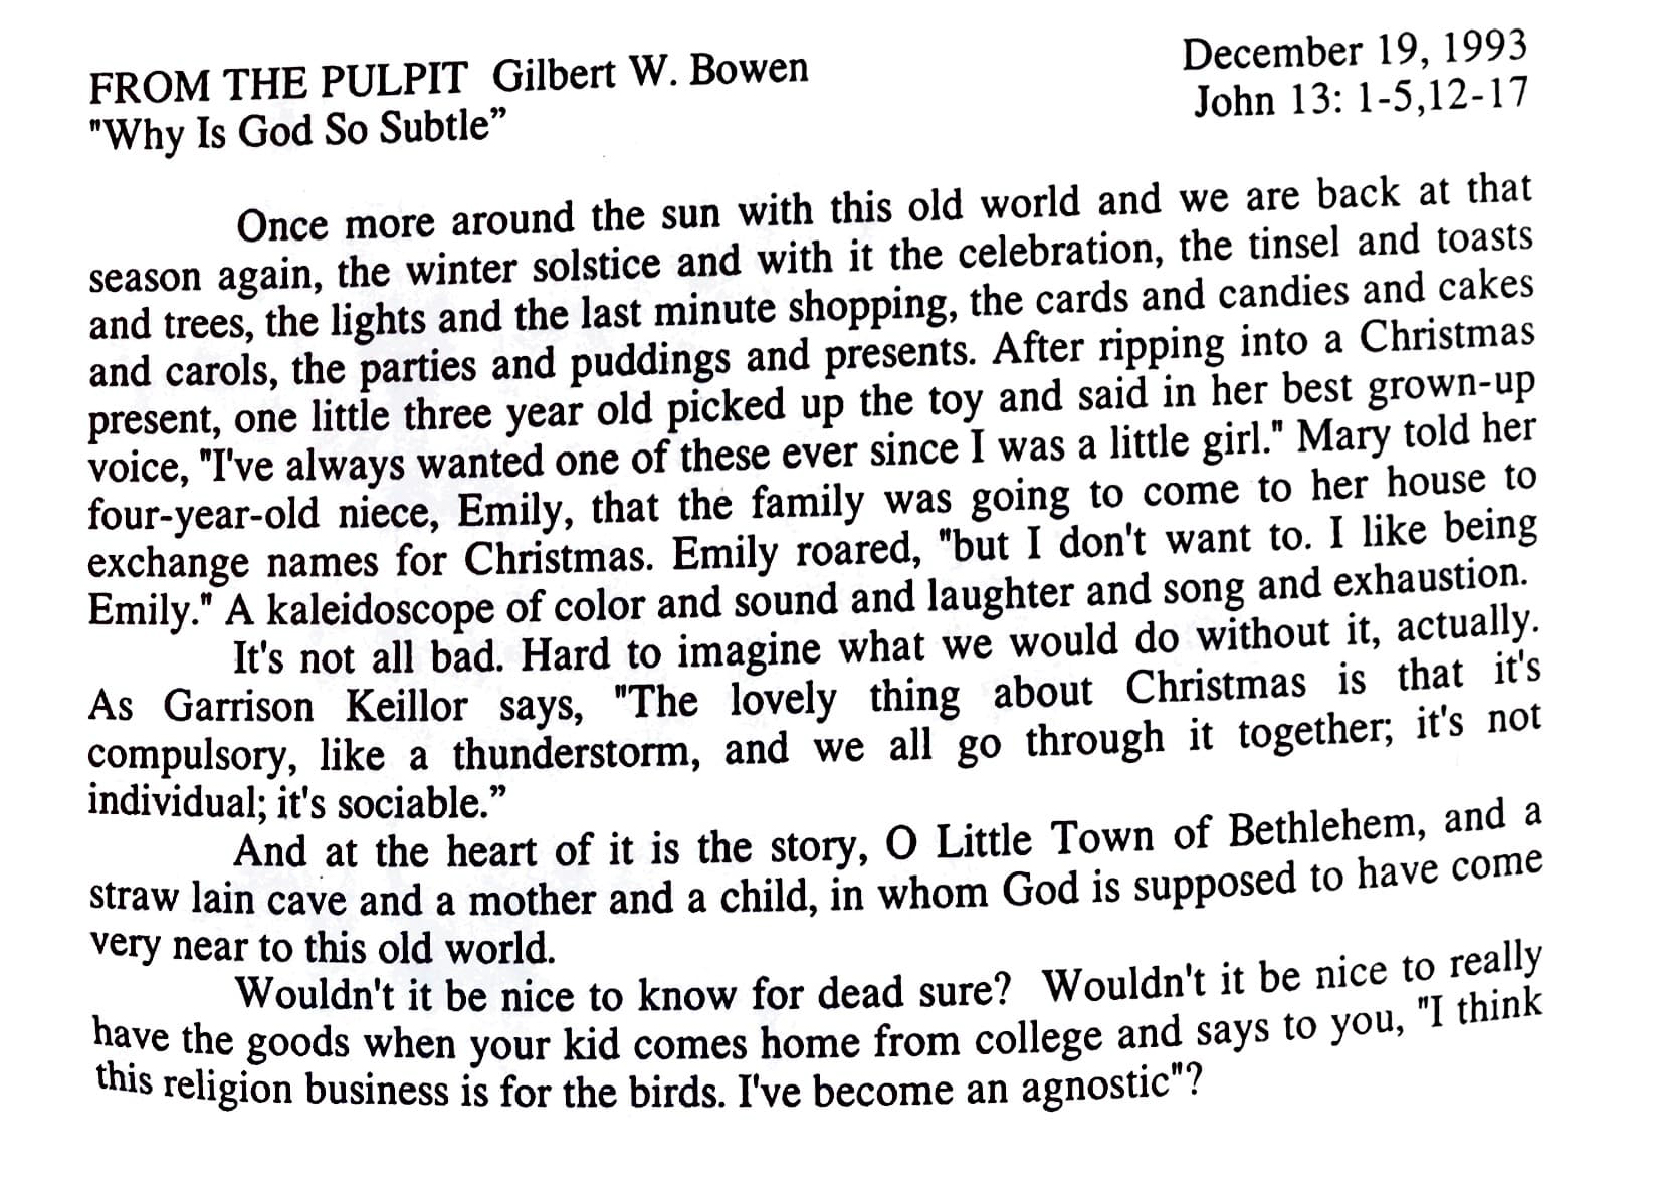 FROM THE PULPIT Gilbert W. Bowen December 19, 1993
"Why Is God So Subtle” John 13: 1-5,12-17
Once more around the sun with this old world and we are back at that
season again, the winter solstice and with it the celebration, the tinsel and toasts
and trees, the lights and the last minute shopping, the cards and candies and cakes
and carols, the parties and puddings and presents. After ripping into a Christmas
present, one little three year old picked up the toy and said in her best grown-up
voice, "I've always wanted one of these ever since I was a little girl." Mary told her
four-year-old niece, Emily, that the family was going to come to her house to
exchange names for Christmas. Emily roared, "but I don't want to. I like being
Emily." A kaleidoscope of color and sound and laughter and song and exhaustion.
It's not all bad. Hard to imagine what we would do without it, actually.
As Garrison Keillor says, "The lovely thing about Christmas is that it's
compulsory, like a thunderstorm, and we all go through it together; it's not
individual; it's sociable.”
And at the heart of it is the story, O Little Town of Bethlehem, and a
straw lain cave and a mother and a child, in whom God is supposed to have come
very near to this old world.
Wouldn't it be nice to know for dead sure? Wouldn't it be nice to really
have the goods when your kid comes home from college and says to you, "I think
this religion business is for the birds. I've become an agnostic"?